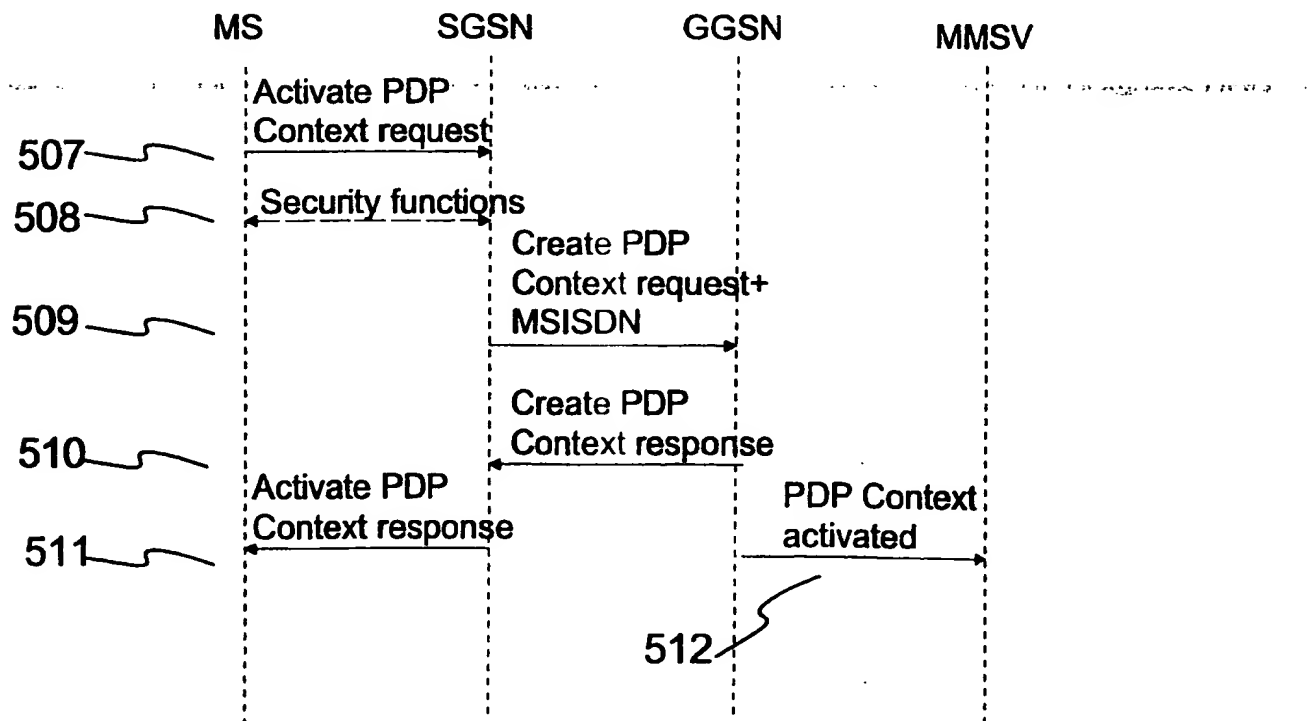 MS SGSN GGSN MMSV
Activate PDP
Context request
507
Security functions
508
Create PDP
Context request+
MSISDN
509
Create PDP
Context response
510
Activate PDP
Context response
511
PDP Context
activated
512